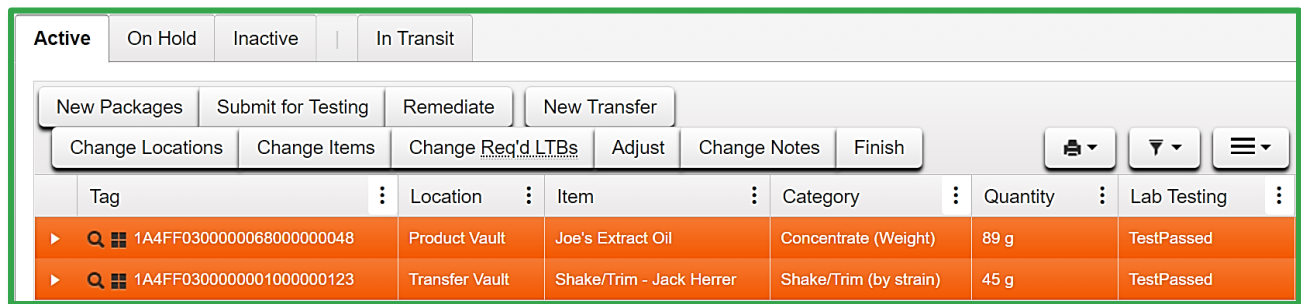 Active On Hold Inactive | In Transit
New Packages Submit for Testing Remediate New Transfer
Change Locations Change Items Change Req'd LTBs Adjust Change Notes Finish
Tag Location Item Category Quantity Lab Testing
1A4FF0300000068000000048 Product Vault Joe's Extract Oil Concentrate (Weight) 89 g TestPassed
1A4FF0300000001000000123 Transfer Vault Shake/Trim - Jack Herrer Shake/Trim (by strain) 45 g TestPassed